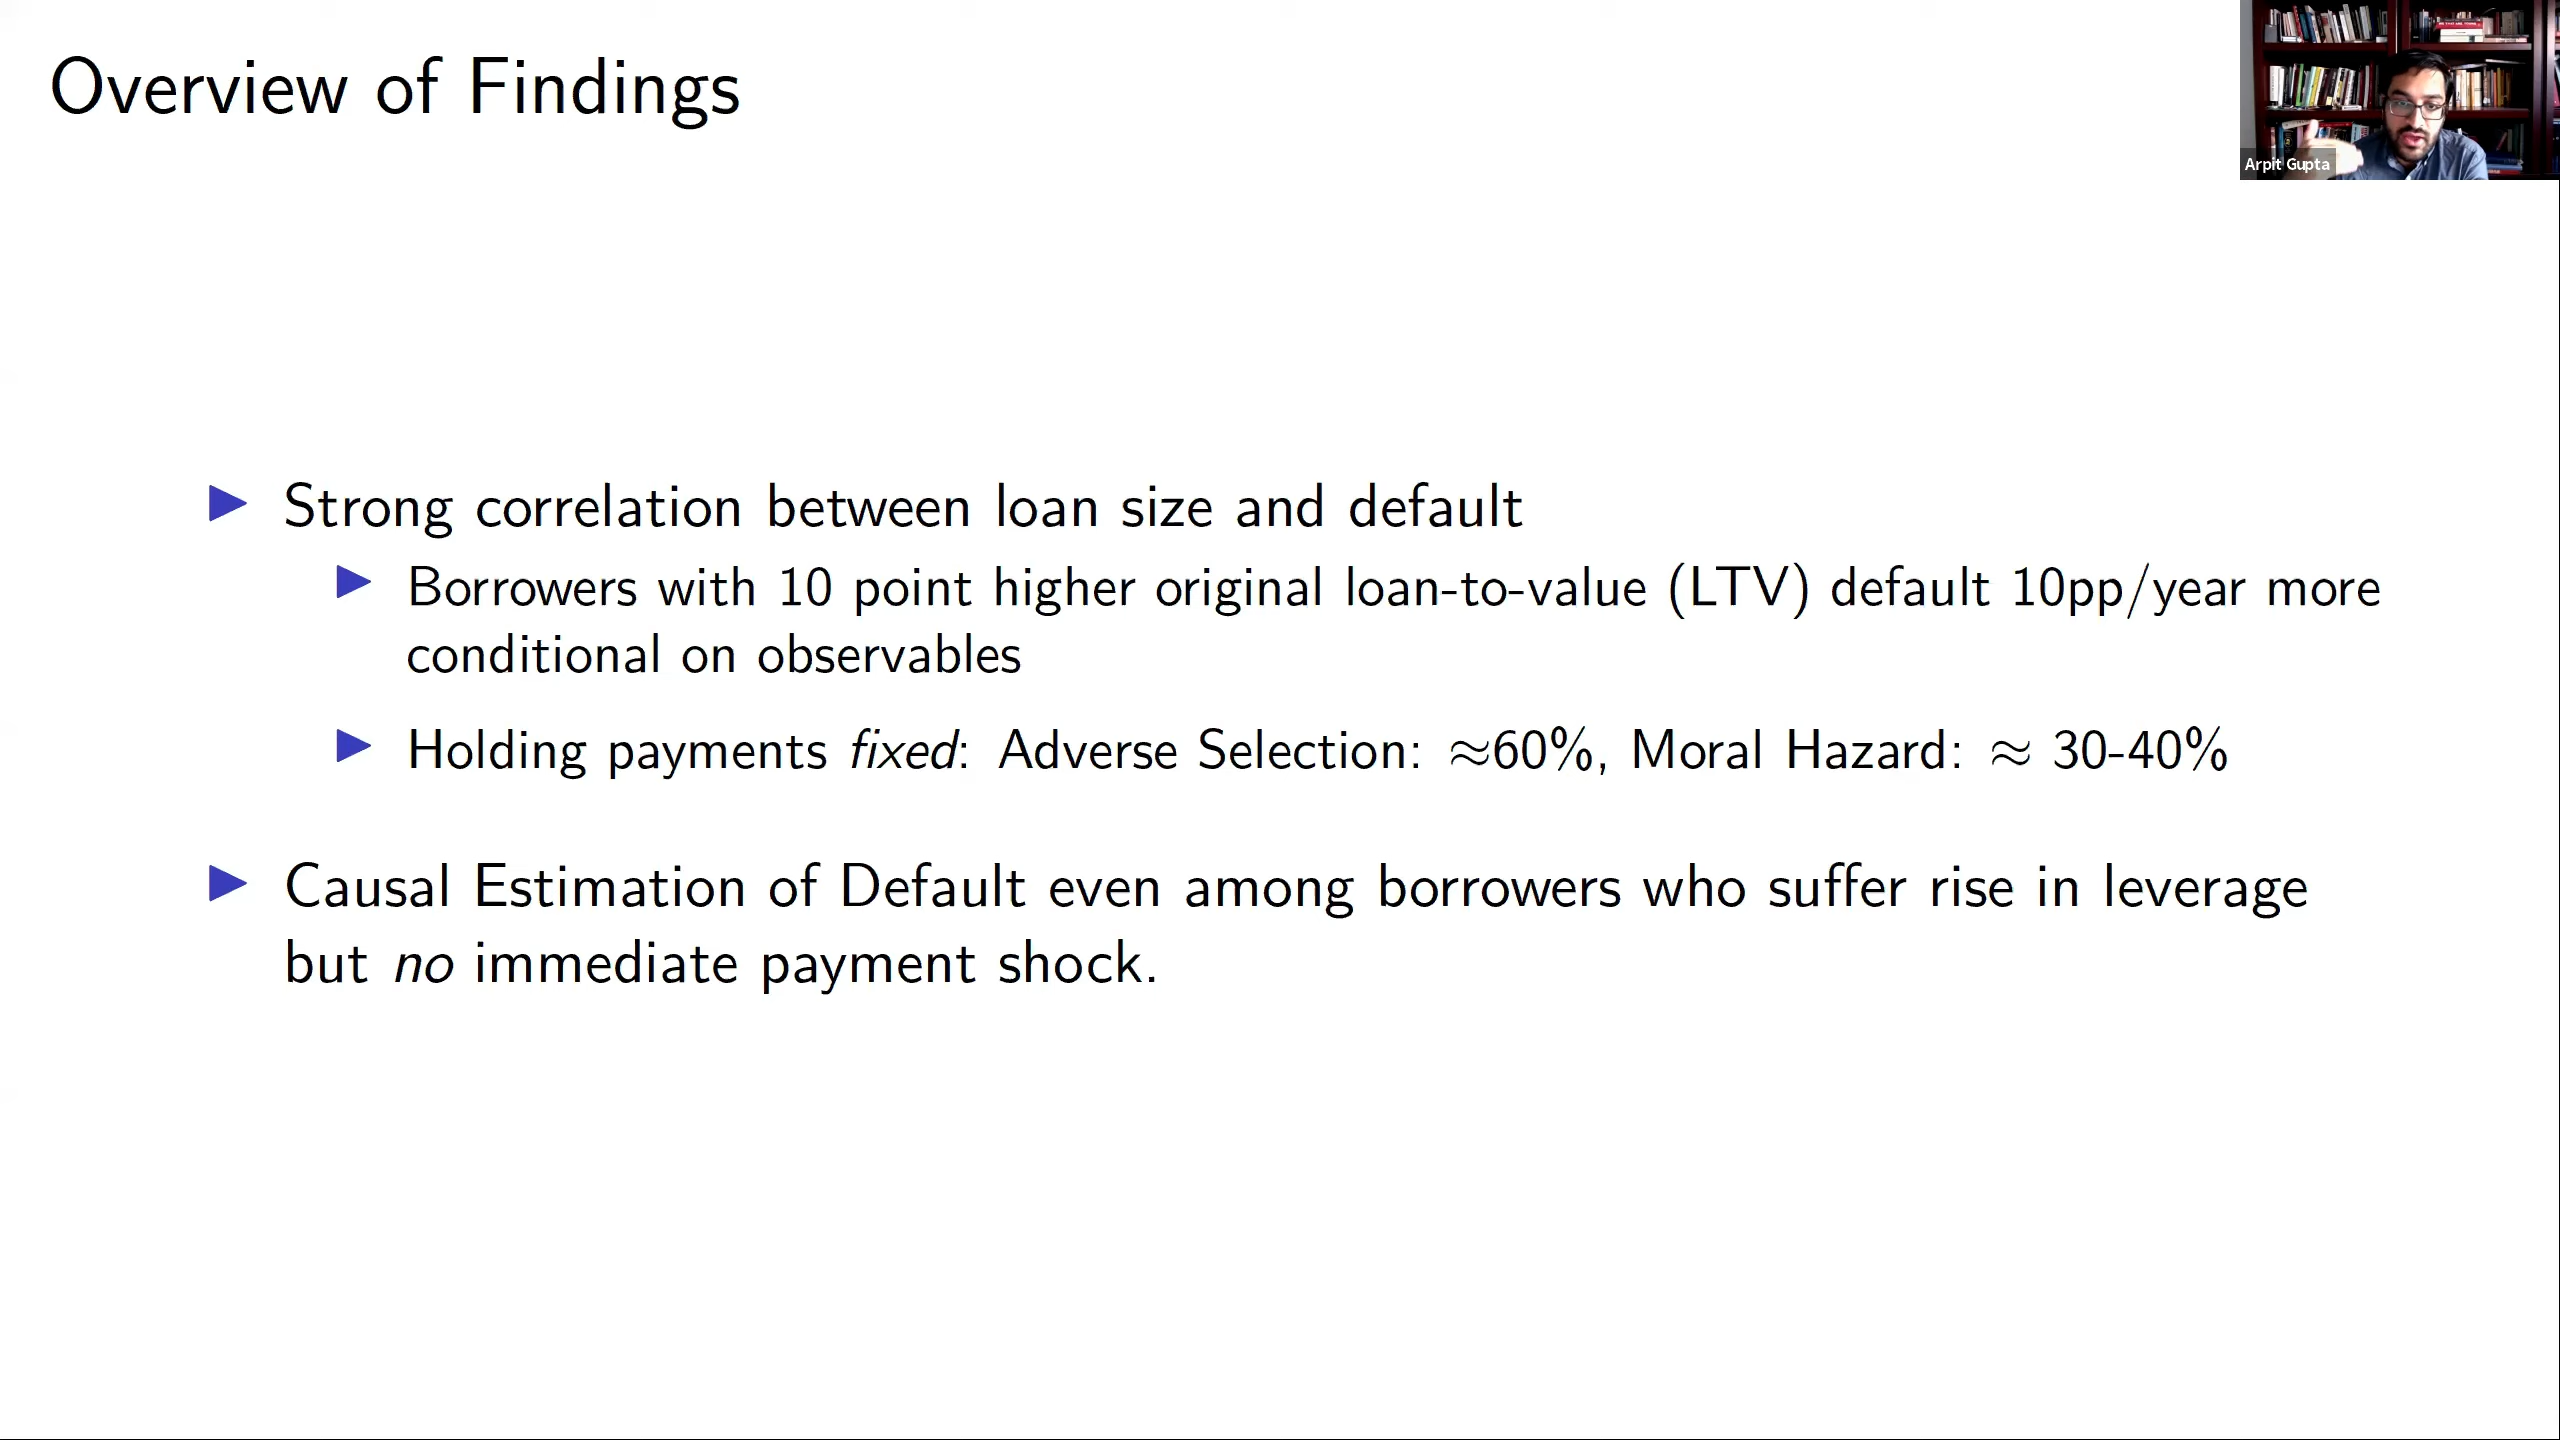 Overview of Findings
Arpit Gupta
▶ Strong correlation between loan size and default
▶ Borrowers with 10 point higher original loan-to-value (LTV) default 10pp/year more
conditional on observables
▶ Holding payments fixed: Adverse Selection: ≈60%, Moral Hazard: ≈ 30-40%
▶ Causal Estimation of Default even among borrowers who suffer rise in leverage
but no immediate payment shock.